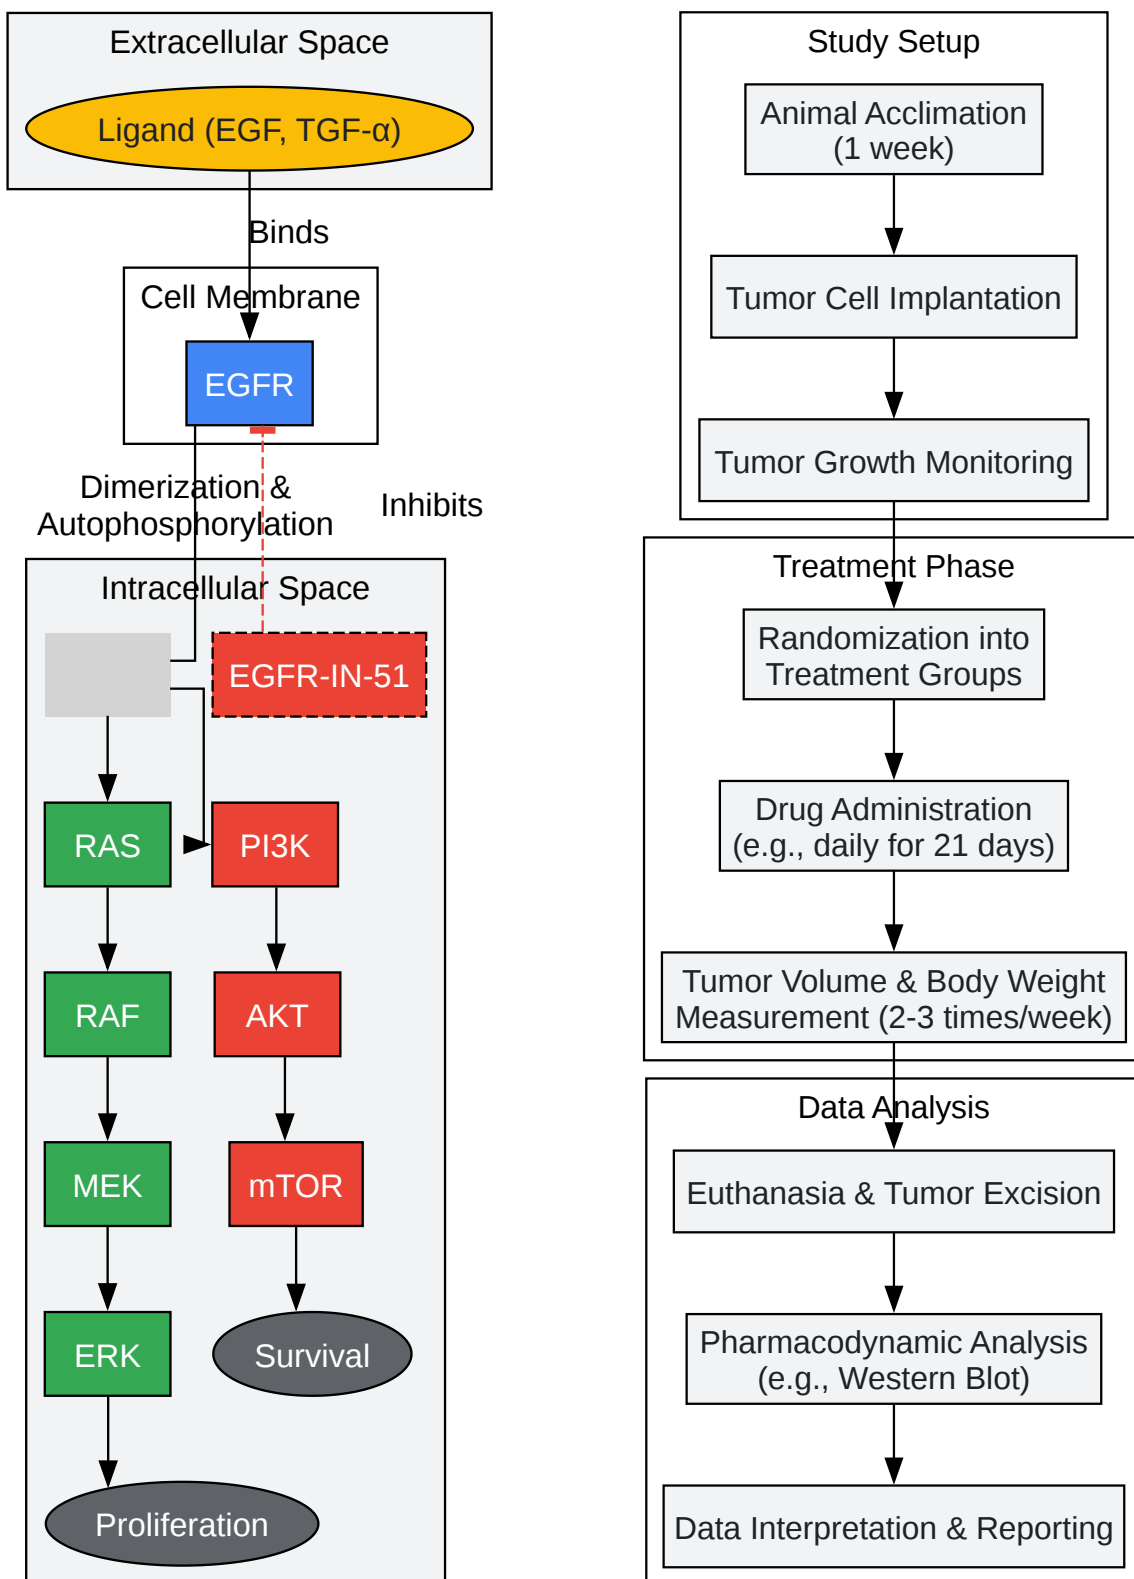 Extracellular Space
Ligand (EGF, TGF-α)
Binds
Cell Membrane
EGFR
Dimerization &
Autophosphorylation
Inhibits
Intracellular Space
EGFR-IN-51
RAS
PI3K
RAF
AKT
MEK
mTOR
ERK
Survival
Proliferation
Study Setup
Animal Acclimation
(1 week)
Tumor Cell Implantation
Tumor Growth Monitoring
Treatment Phase
Randomization into
Treatment Groups
Drug Administration
(e.g., daily for 21 days)
Tumor Volume & Body Weight
Measurement (2-3 times/week)
Data Analysis
Euthanasia & Tumor Excision
Pharmacodynamic Analysis
(e.g., Western Blot)
Data Interpretation & Reporting